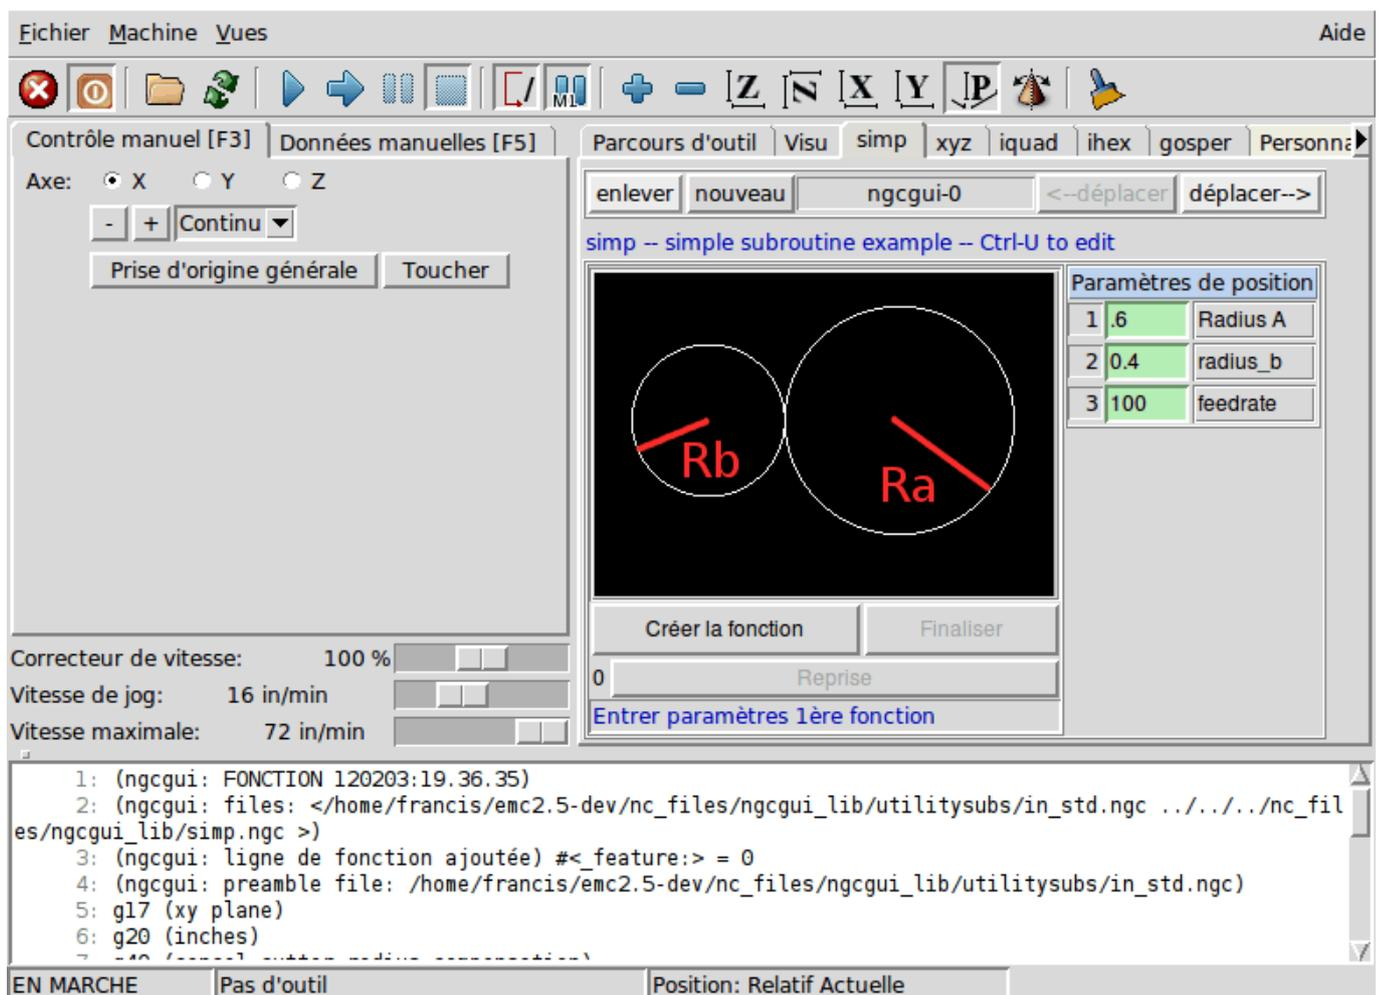 Fichier Machine Vues Aide
M1 Z N X Y P
Contrôle manuel [F3] Données manuelles [F5]
Axe: X Y Z
- + Continu
Prise d'origine générale Toucher
Correcteur de vitesse: 100 %
Vitesse de jog: 16 in/min
Vitesse maximale: 72 in/min
Parcours d'outil Visu simp xyz iquad ihex gosper Personna
enlever nouveau ngcgui-0 <--déplacer déplacer-->
simp -- simple subroutine example -- Ctrl-U to edit
Rb
Ra
Paramètres de position
1 .6 Radius A
2 0.4 radius_b
3 100 feedrate
Créer la fonction Finaliser
0 Reprise
Entrer paramètres 1ère fonction
1: (ngcgui: FONCTION 120203:19.36.35)
2: (ngcgui: files: </home/francis/emc2.5-dev/nc_files/ngcgui_lib/utilitysubs/in_std.ngc ../../../nc_fil
es/ngcgui_lib/simp.ngc >)
3: (ngcgui: ligne de fonction ajoutée) #<_feature:> = 0
4: (ngcgui: preamble file: /home/francis/emc2.5-dev/nc_files/ngcgui_lib/utilitysubs/in_std.ngc)
5: g17 (xy plane)
6: g20 (inches)
EN MARCHE Pas d'outil Position: Relatif Actuelle